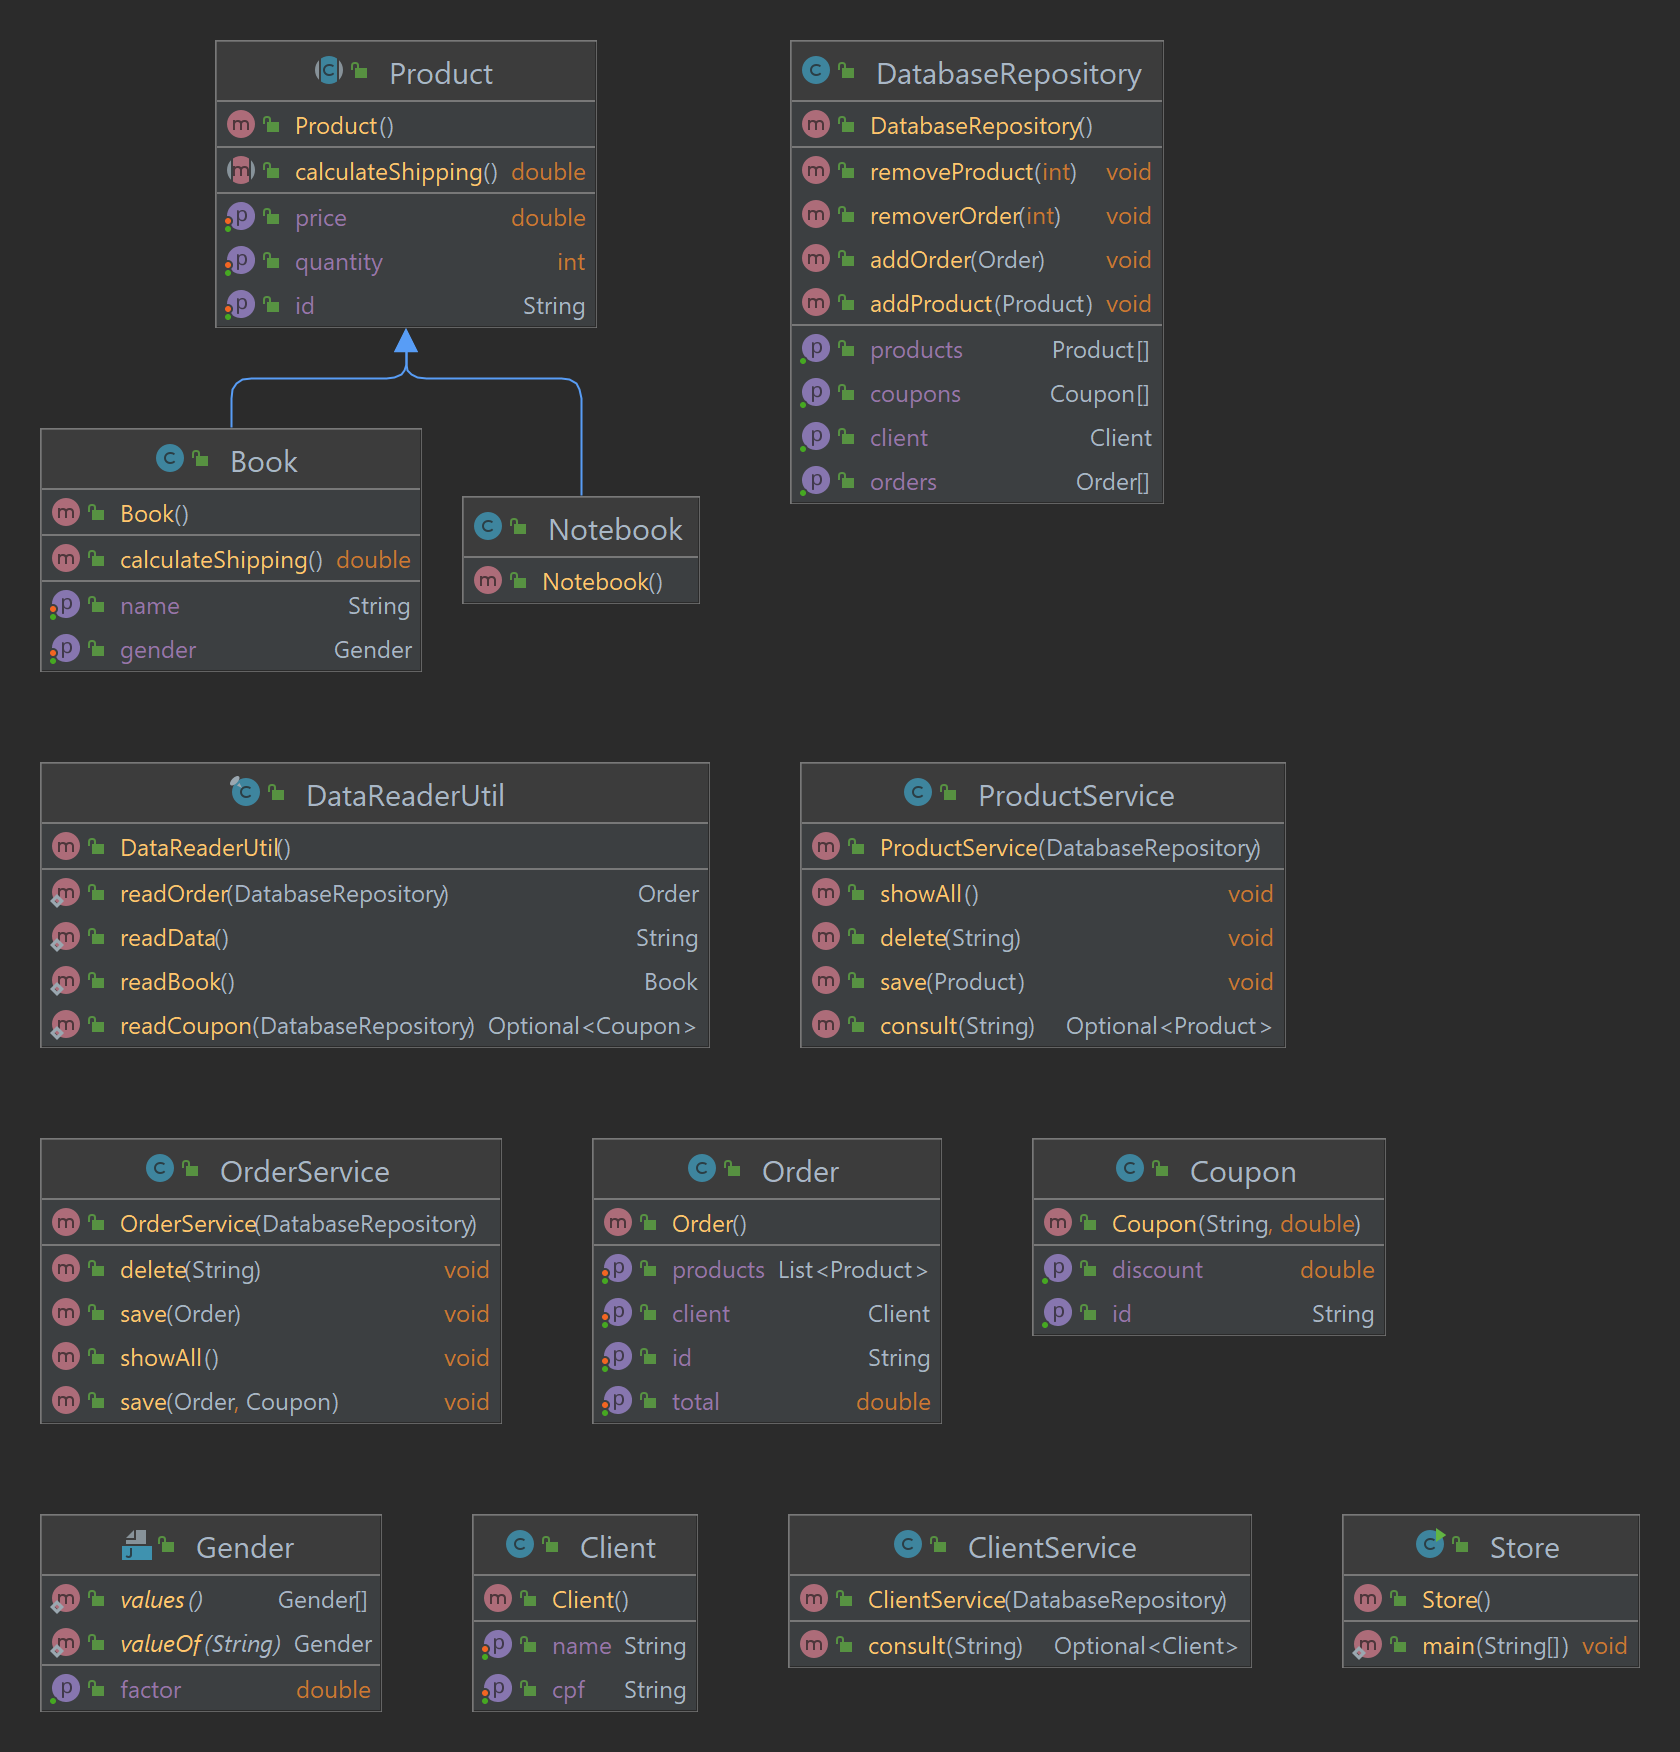 Product
Product()
calculateShipping() double
price double
quantity int
id String
DatabaseRepository
DatabaseRepository()
removeProduct(int) void
removerOrder(int) void
addOrder(Order) void
addProduct(Product) void
products Product[]
coupons Coupon[]
client Client
orders Order[]
Book
Book()
calculateShipping() double
name String
gender Gender
Notebook
Notebook()
DataReaderUtil
DataReaderUtil()
readOrder(DatabaseRepository) Order
readData() String
readBook() Book
readCoupon(DatabaseRepository) Optional<Coupon>
ProductService
ProductService(DatabaseRepository)
showAll() void
delete(String) void
save(Product) void
consult(String) Optional<Product>
OrderService
OrderService(DatabaseRepository)
delete(String) void
save(Order) void
showAll() void
save(Order, Coupon) void
Order
Order()
products List<Product>
client Client
id String
total double
Coupon
Coupon(String, double)
discount double
id String
Gender
values() Gender[]
valueOf(String) Gender
factor double
Client
Client()
name String
cpf String
ClientService
ClientService(DatabaseRepository)
consult(String) Optional<Client>
Store
Store()
main(String[]) void